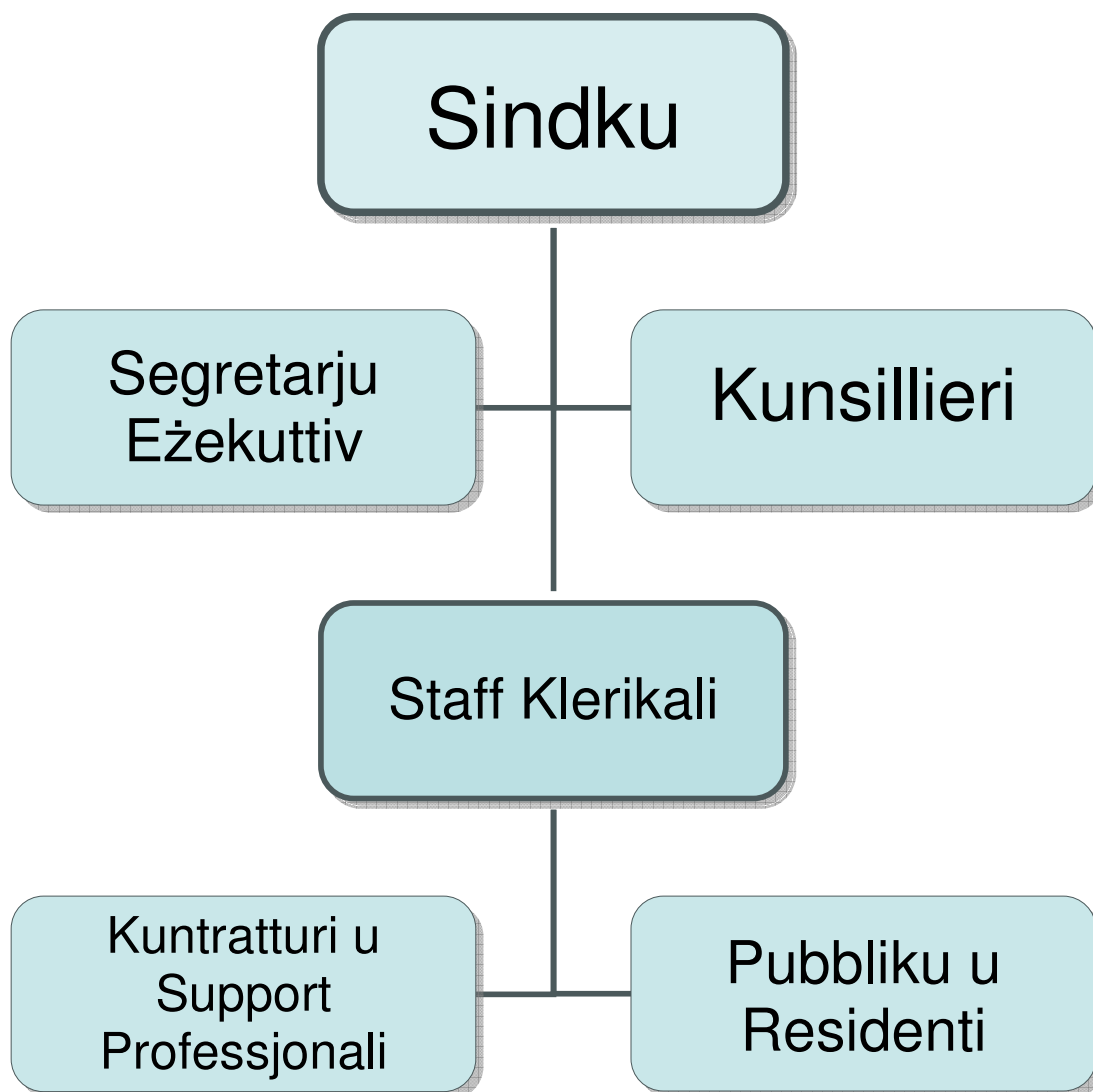 Sindku
Segretarju
Eżekuttiv
Kunsillieri
Staff Klerikali
Kuntratturi u
Support
Professjonali
Pubbliku u
Residenti